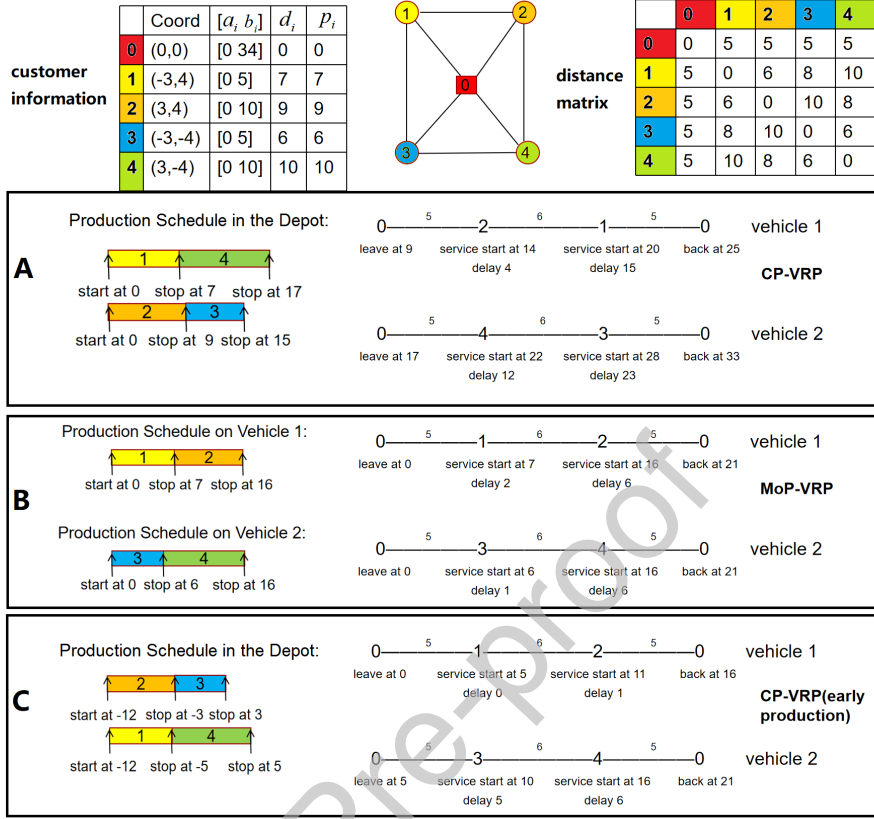 Coord [a_i b_i] d_i p_i
0 (0,0) [0 34] 0 0
1 (-3,4) [0 5] 7 7
2 (3,4) [0 10] 9 9
3 (-3,-4) [0 5] 6 6
4 (3,-4) [0 10] 10 10
customer
information
1 2
0
3 4
distance
matrix
0 1 2 3 4
0 0 5 5 5 5
1 5 0 6 8 10
2 5 6 0 10 8
3 5 8 10 0 6
4 5 10 8 6 0
A
Production Schedule in the Depot:
1 4
start at 0 stop at 7 stop at 17
2 3
start at 0 stop at 9 stop at 15
5 6 5
0 2 1 0 vehicle 1
leave at 9 service start at 14 service start at 20 back at 25
delay 4 delay 15
CP-VRP
5 6 5
0 4 3 0 vehicle 2
leave at 17 service start at 22 service start at 28 back at 33
delay 12 delay 23
B
Production Schedule on Vehicle 1:
1 2
start at 0 stop at 7 stop at 16
Production Schedule on Vehicle 2:
3 4
start at 0 stop at 6 stop at 16
5 6 5
0 1 2 0 vehicle 1
leave at 0 service start at 7 service start at 16 back at 21
delay 2 delay 6
MoP-VRP
5 6 5
0 3 4 0 vehicle 2
leave at 0 service start at 6 service start at 16 back at 21
delay 1 delay 6
C
Production Schedule in the Depot:
2 3
start at -12 stop at -3 stop at 3
1 4
start at -12 stop at -5 stop at 5
5 6 5
0 1 2 0 vehicle 1
leave at 0 service start at 5 service start at 11 back at 16
delay 0 delay 1
CP-VRP(early
production)
5 6 5
0 3 4 0 vehicle 2
leave at 5 service start at 10 service start at 16 back at 21
delay 5 delay 6
Pre-proof